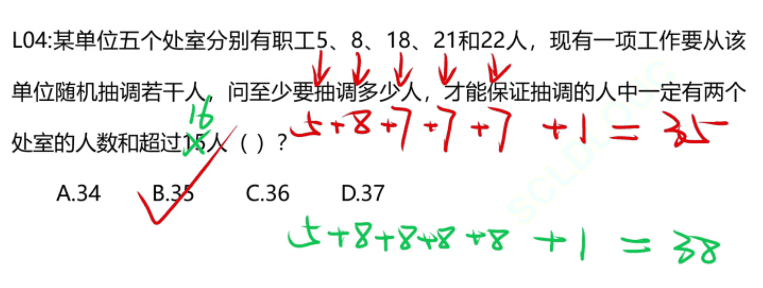 L04:某单位五个处室分别有职工5、8、18、21和22人，现有一项工作要从该
单位随机抽调若干人，问至少要抽调多少人，才能保证抽调的人中一定有两个
16
处室的人数和超过15人（ ）？
5+8+7+7+7 +1 = 35
A.34 B.35 C.36 D.37
5+8+8+8+8 +1 = 38